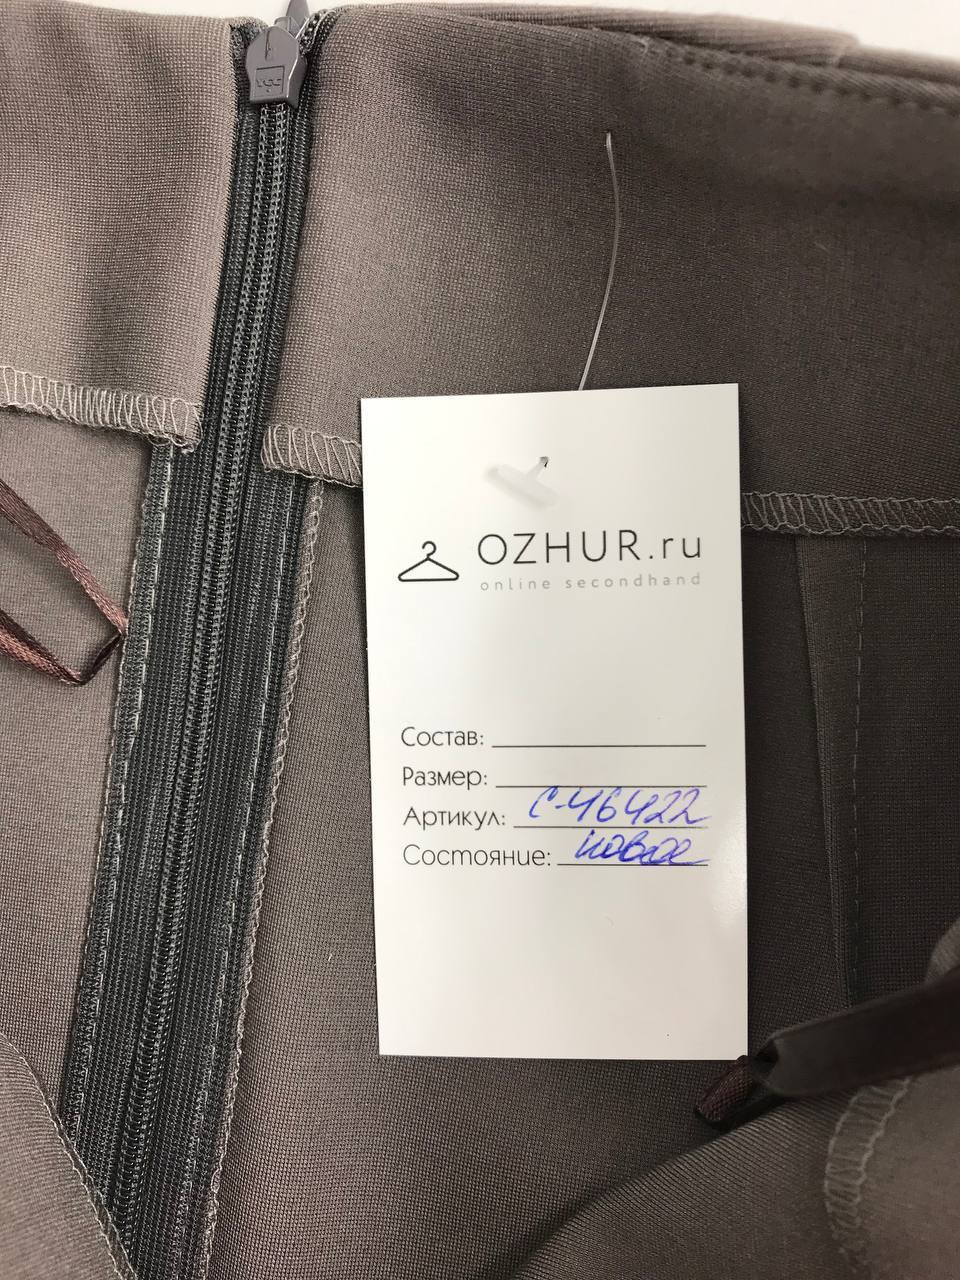 OZHUR.ru
online secondhand
Состав:
Размер:
Артикул: С-46422
Состояние: новое